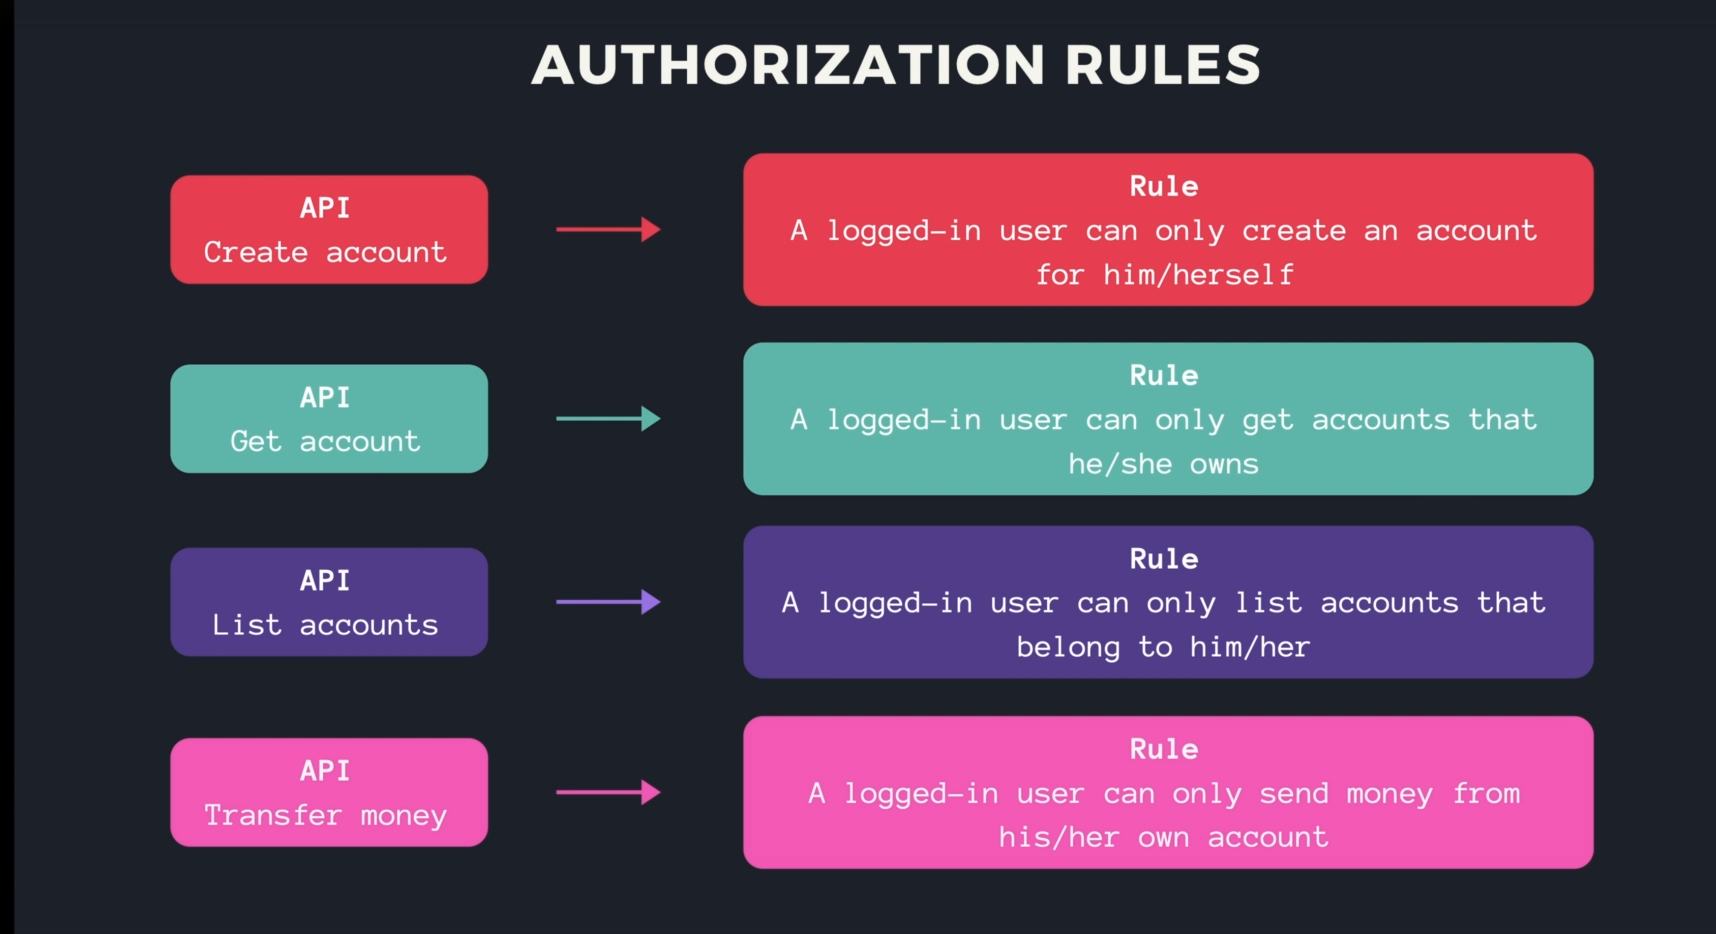 AUTHORIZATION RULES
API
Create account
Rule
A logged-in user can only create an account
for him/herself
API
Get account
Rule
A logged-in user can only get accounts that
he/she owns
API
List accounts
Rule
A logged-in user can only list accounts that
belong to him/her
API
Transfer money
Rule
A logged-in user can only send money from
his/her own account